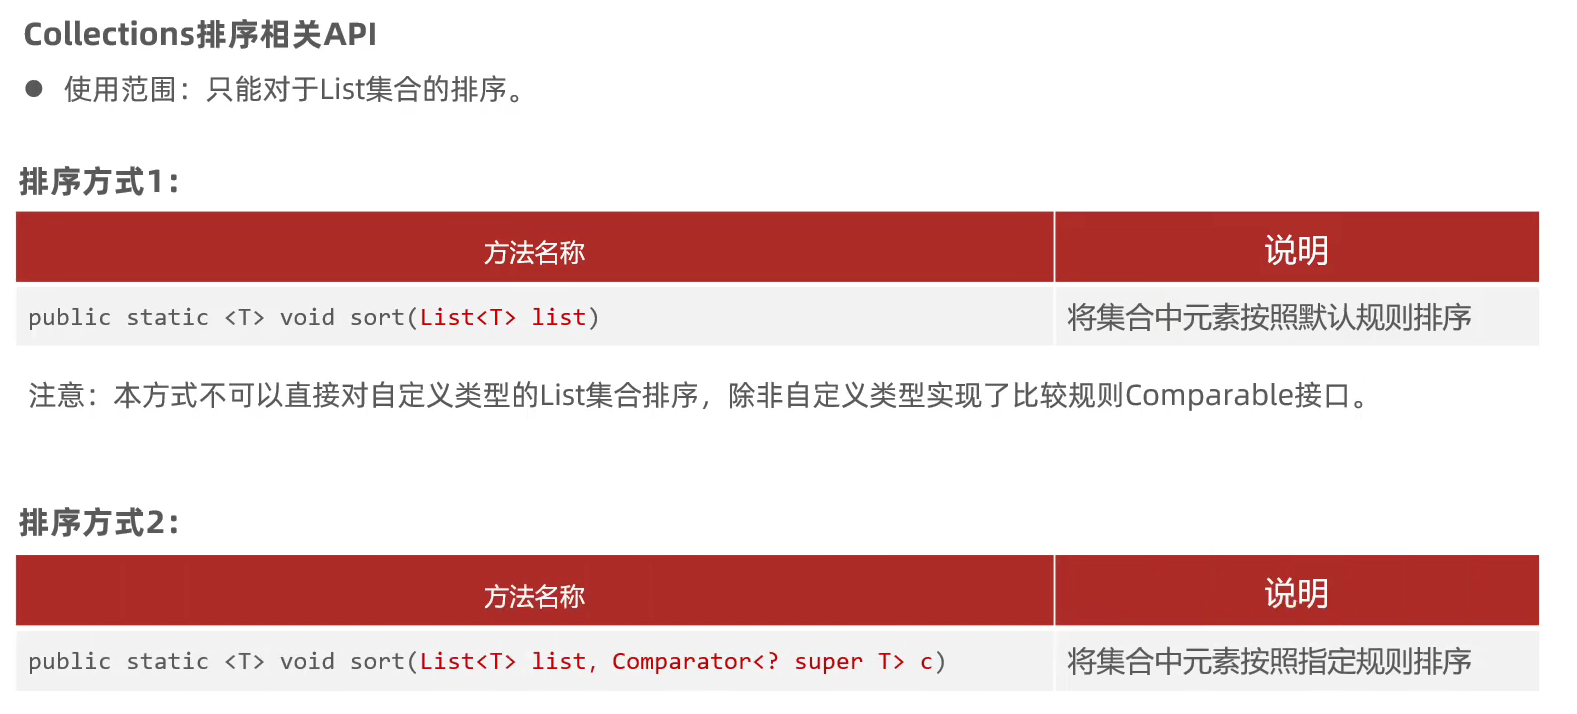 Collections排序相关API
● 使用范围：只能对于List集合的排序。
排序方式1：
方法名称 说明
public static <T> void sort(List<T> list) 将集合中元素按照默认规则排序
注意：本方式不可以直接对自定义类型的List集合排序，除非自定义类型实现了比较规则Comparable接口。
排序方式2：
方法名称 说明
public static <T> void sort(List<T> list, Comparator<? super T> c) 将集合中元素按照指定规则排序